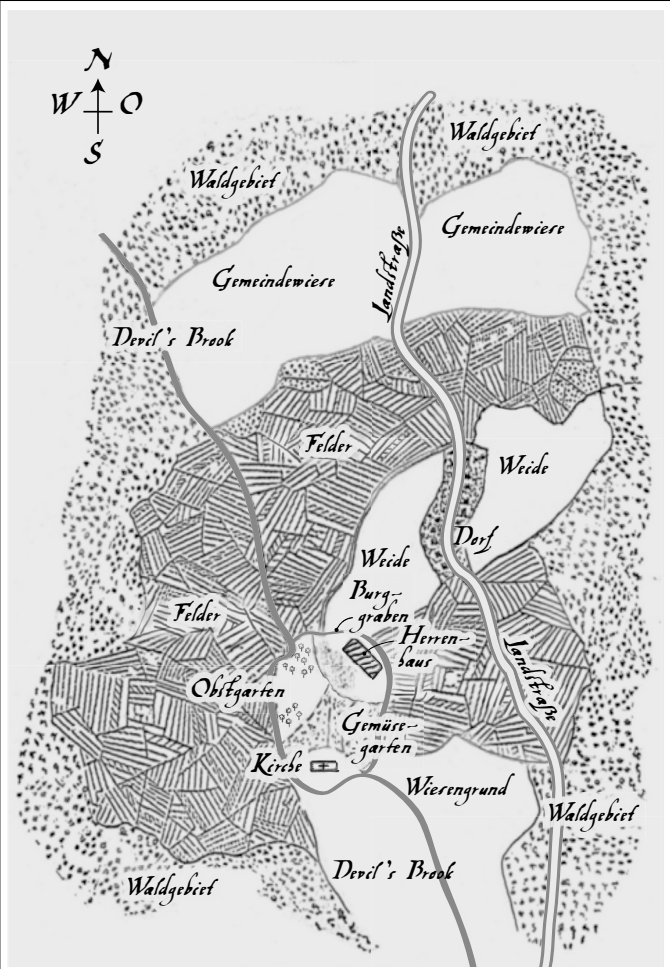 N
W O
S
Waldgebiet
Waldgebiet
Gemeindewiese
Landstraße
Gemeindewiese
Devil's Brook
Felder
Weide
Dorf
Weide
Burg-
graben
Felder
Herren-
haus
Landstraße
Obstgarten
Gemüse-
garten
Kirche
Wiesengrund
Waldgebiet
Devil's Brook
Waldgebiet